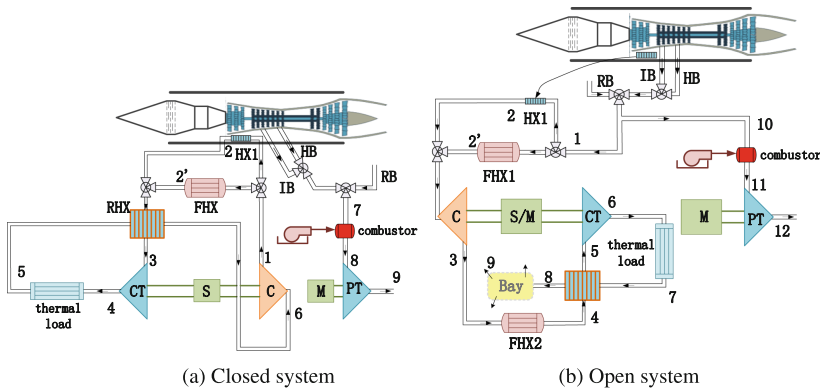 2
HX1
HB
IB
RB
2'
FHX
RHX
7
combustor
3
1
8
9
5
CT
S
C
M
PT
thermal
load
4
6
(a) Closed system
RB
IB
HB
2
HX1
10
2'
1
FHX1
combustor
11
C
S/M
CT
6
M
PT
12
3
5
thermal
load
9
8
Bay
7
4
FHX2
(b) Open system